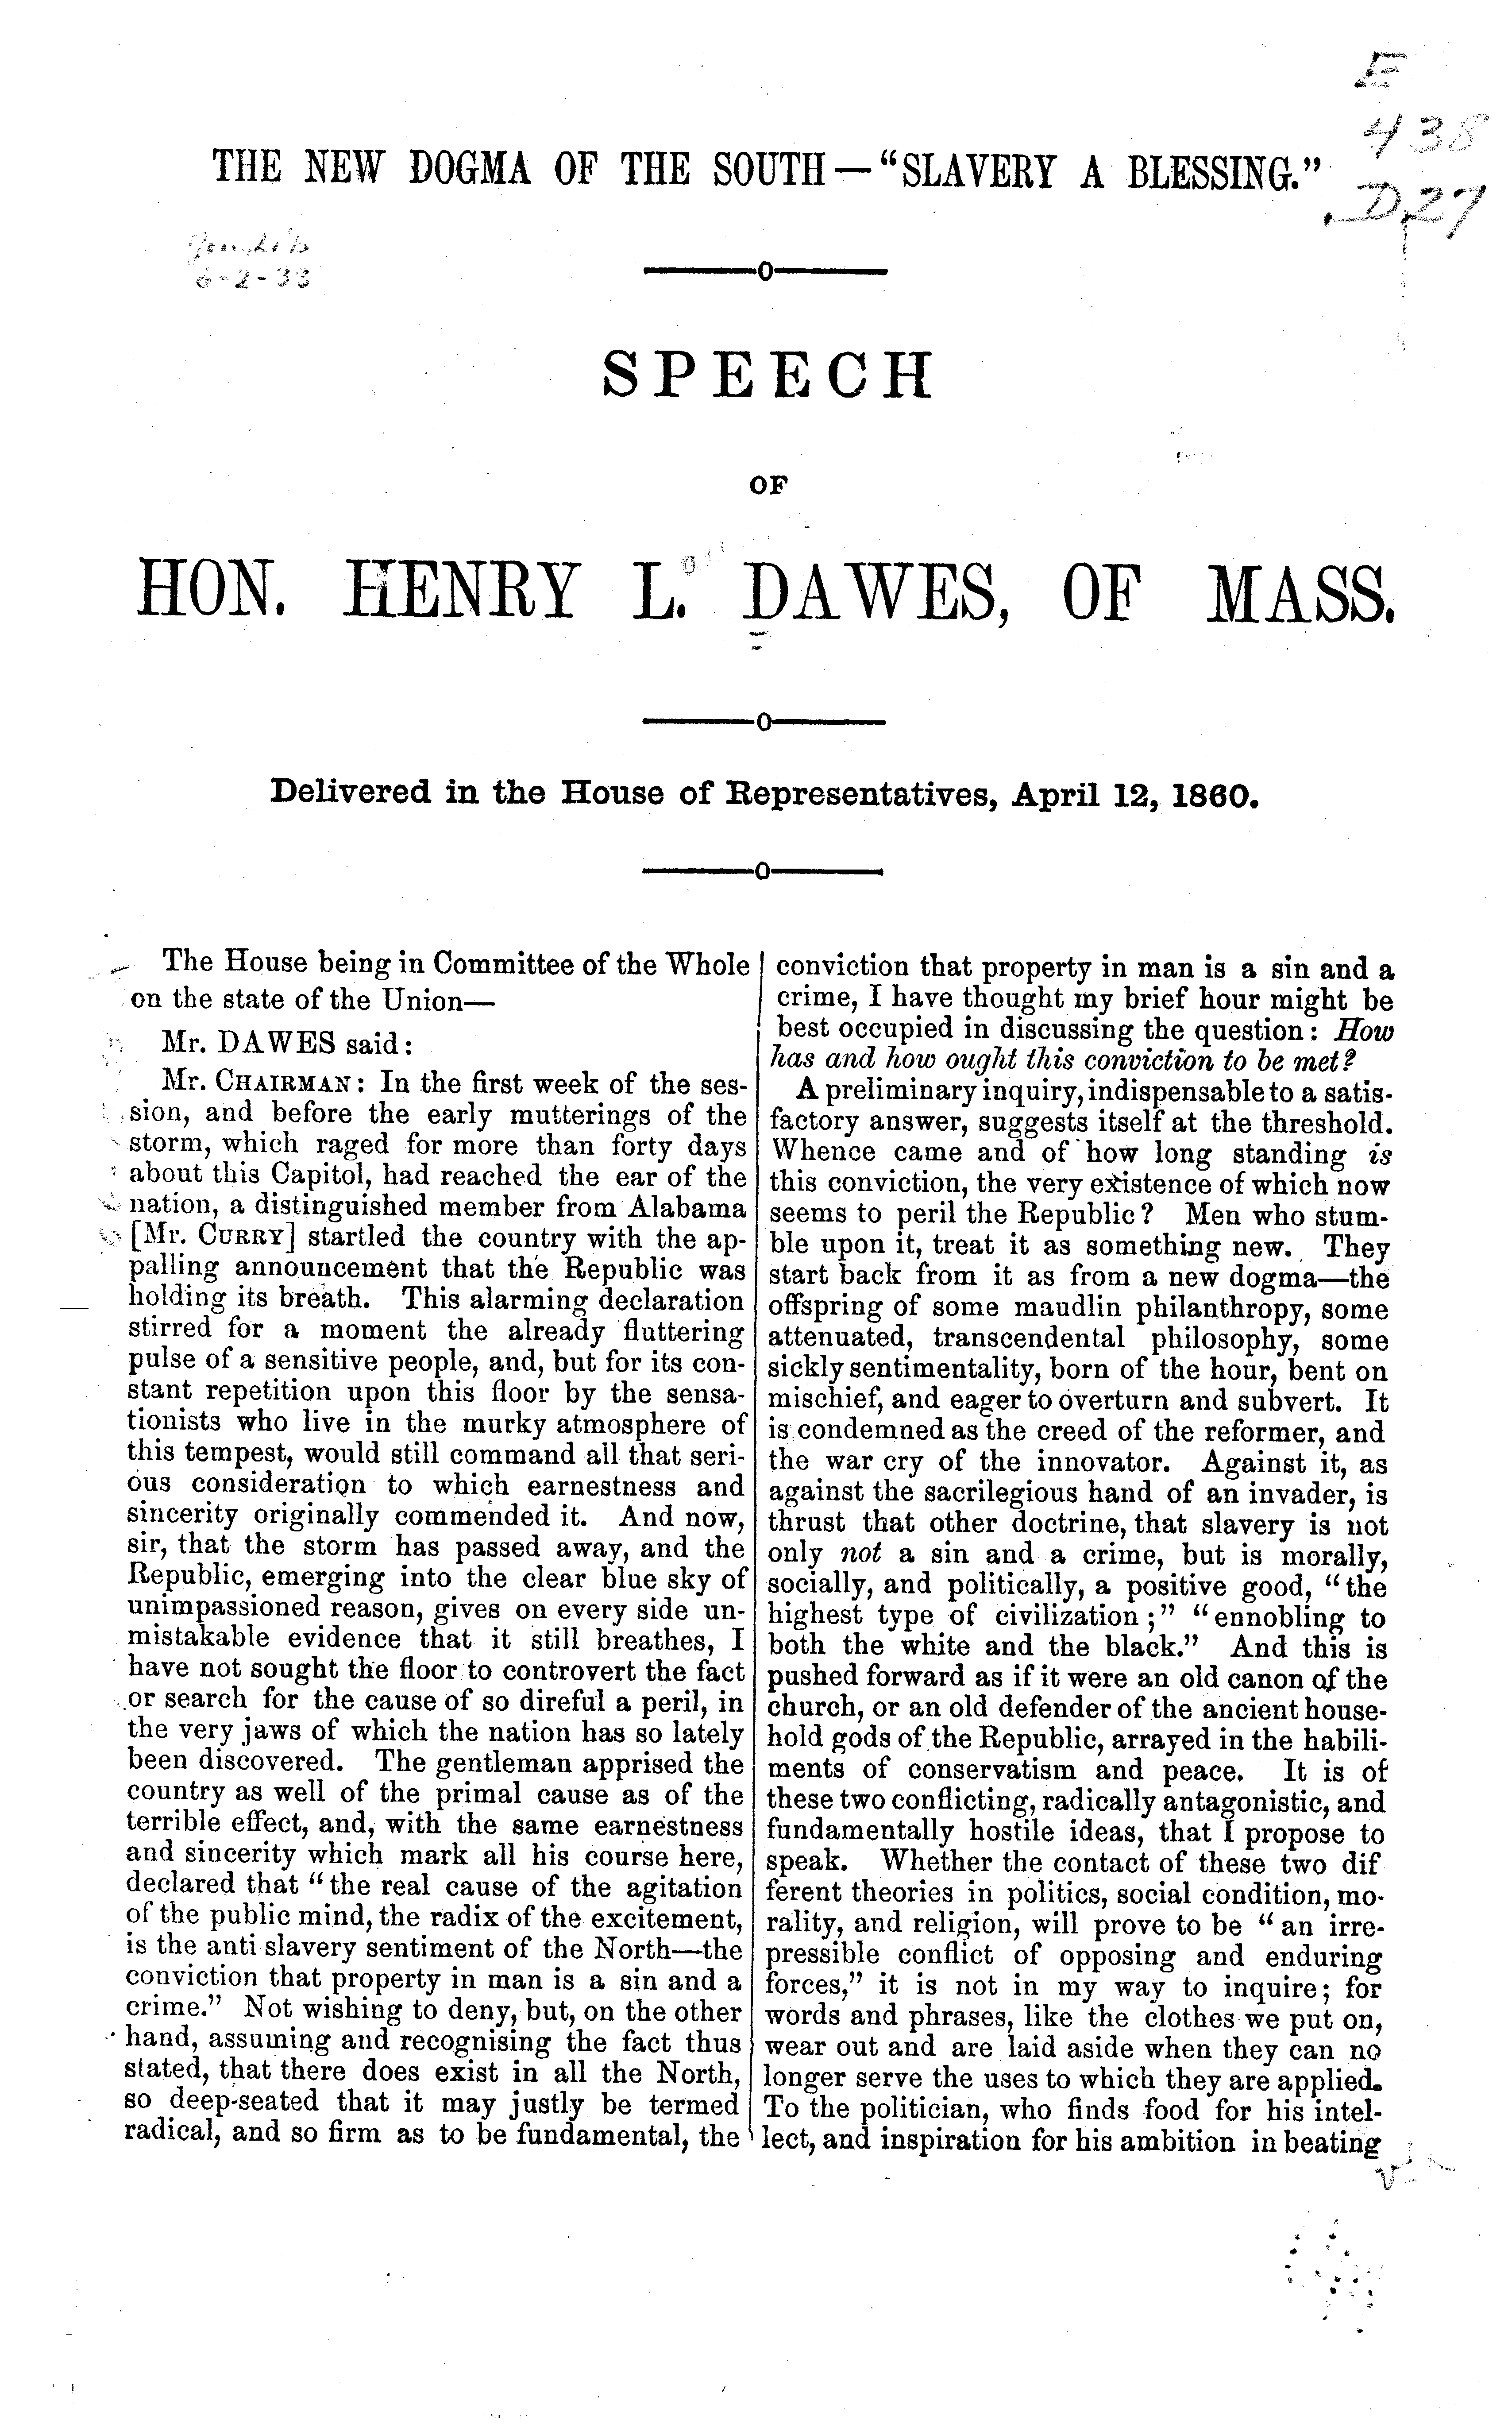 E
438
.D27
THE NEW DOGMA OF THE SOUTH—"SLAVERY A BLESSING."
6-2-33
SPEECH
OF
HON. HENRY L. DAWES, OF MASS.
Delivered in the House of Representatives, April 12, 1860.
The House being in Committee of the Whole
on the state of the Union—
Mr. DAWES said:
Mr. CHAIRMAN: In the first week of the ses-
sion, and before the early mutterings of the
storm, which raged for more than forty days
about this Capitol, had reached the ear of the
nation, a distinguished member from Alabama
[Mr. CURRY] startled the country with the ap-
palling announcement that the Republic was
holding its breath. This alarming declaration
stirred for a moment the already fluttering
pulse of a sensitive people, and, but for its con-
stant repetition upon this floor by the sensa-
tionists who live in the murky atmosphere of
this tempest, would still command all that seri-
ous consideration to which earnestness and
sincerity originally commended it. And now,
sir, that the storm has passed away, and the
Republic, emerging into the clear blue sky of
unimpassioned reason, gives on every side un-
mistakable evidence that it still breathes, I
have not sought the floor to controvert the fact
or search for the cause of so direful a peril, in
the very jaws of which the nation has so lately
been discovered. The gentleman apprised the
country as well of the primal cause as of the
terrible effect, and, with the same earnestness
and sincerity which mark all his course here,
declared that "the real cause of the agitation
of the public mind, the radix of the excitement,
is the anti slavery sentiment of the North—the
conviction that property in man is a sin and a
crime." Not wishing to deny, but, on the other
hand, assuming and recognising the fact thus
stated, that there does exist in all the North,
so deep-seated that it may justly be termed
radical, and so firm as to be fundamental, the
conviction that property in man is a sin and a
crime, I have thought my brief hour might be
best occupied in discussing the question: How
has and how ought this conviction to be met?
A preliminary inquiry, indispensable to a satis-
factory answer, suggests itself at the threshold.
Whence came and of how long standing is
this conviction, the very existence of which now
seems to peril the Republic? Men who stum-
ble upon it, treat it as something new. They
start back from it as from a new dogma—the
offspring of some maudlin philanthropy, some
attenuated, transcendental philosophy, some
sickly sentimentality, born of the hour, bent on
mischief, and eager to overturn and subvert. It
is condemned as the creed of the reformer, and
the war cry of the innovator. Against it, as
against the sacrilegious hand of an invader, is
thrust that other doctrine, that slavery is not
only not a sin and a crime, but is morally,
socially, and politically, a positive good, "the
highest type of civilization;" "ennobling to
both the white and the black." And this is
pushed forward as if it were an old canon of the
church, or an old defender of the ancient house-
hold gods of the Republic, arrayed in the habili-
ments of conservatism and peace. It is of
these two conflicting, radically antagonistic, and
fundamentally hostile ideas, that I propose to
speak. Whether the contact of these two dif
ferent theories in politics, social condition, mo-
rality, and religion, will prove to be "an irre-
pressible conflict of opposing and enduring
forces," it is not in my way to inquire; for
words and phrases, like the clothes we put on,
wear out and are laid aside when they can no
longer serve the uses to which they are applied.
To the politician, who finds food for his intel-
lect, and inspiration for his ambition in beating